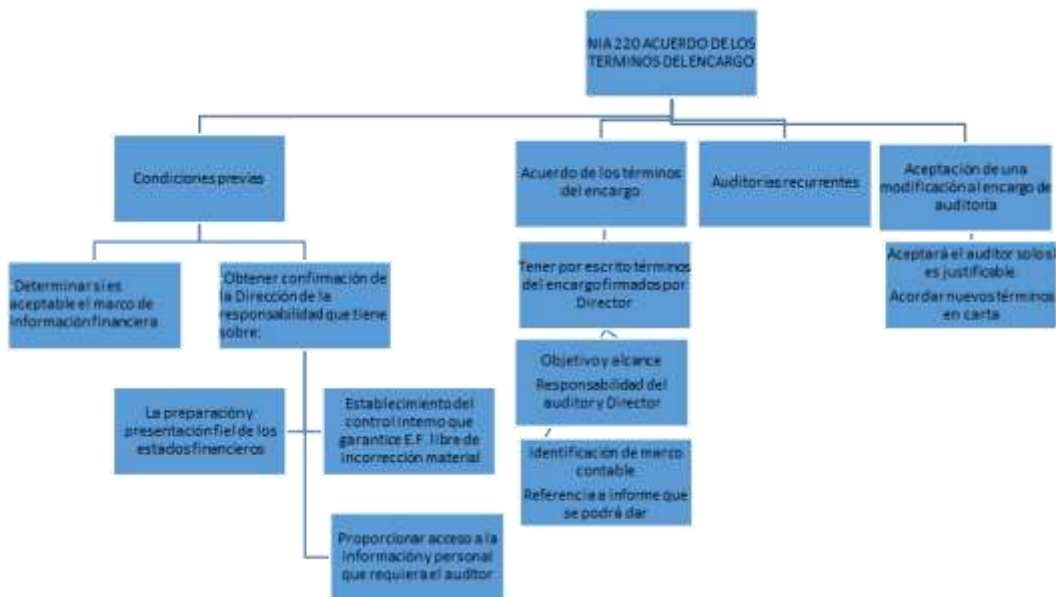 NIA 220 ACUERDO DE LOS
TERMINOS DEL ENCARGO
Condiciones previas
Acuerdo de los términos
del encargo
Auditorias recurrentes
Aceptación de una
modificación al encargo de
auditoria
Determinar si es
aceptable el marco de
información financiera
Obtener confirmación de
la Dirección de la
responsabilidad que tiene
sobre:
Tener por escrito términos
del encargo firmados por
Director
Aceptará el auditor solo si
es justificable.
Acordar nuevos términos
en carta
Objetivo y alcance
Responsabilidad del
auditor y Director
La preparación y
presentación fiel de los
estados financieros
Establecimiento del
control interno que
garantice E.F. libre de
incorrección material
Identificación de marco
contable
Referencia a informe que
se podrá dar
Proporcionar acceso a la
información y personal
que requiera el auditor